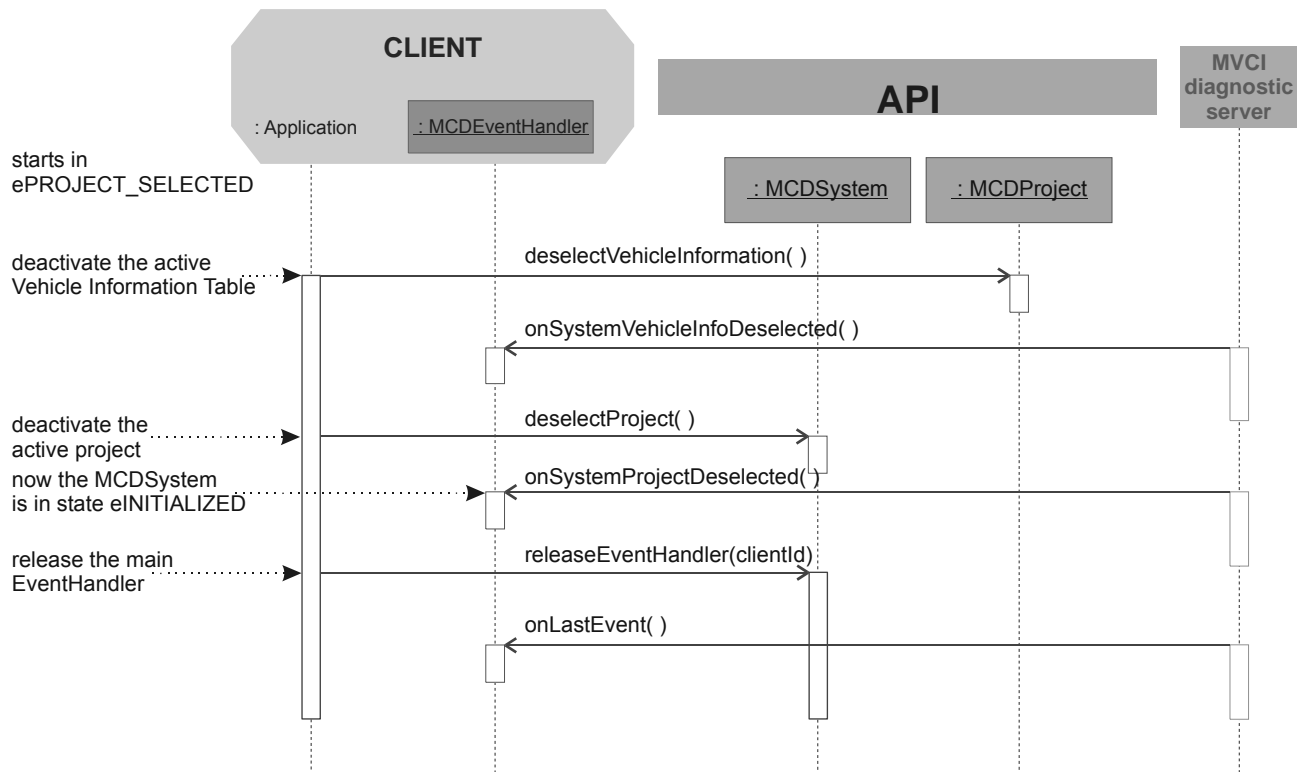 CLIENT
API
MVCI
diagnostic
server
: Application
: MCDEventHandler
starts in
ePROJECT_SELECTED
: MCDSystem
: MCDProject
deactivate the active
Vehicle Information Table
deselectVehicleInformation( )
onSystemVehicleInfoDeselected( )
deactivate the
active project
deselectProject( )
now the MCDSystem
is in state eINITIALIZED
onSystemProjectDeselected( )
release the main
EventHandler
releaseEventHandler(clientId)
onLastEvent( )